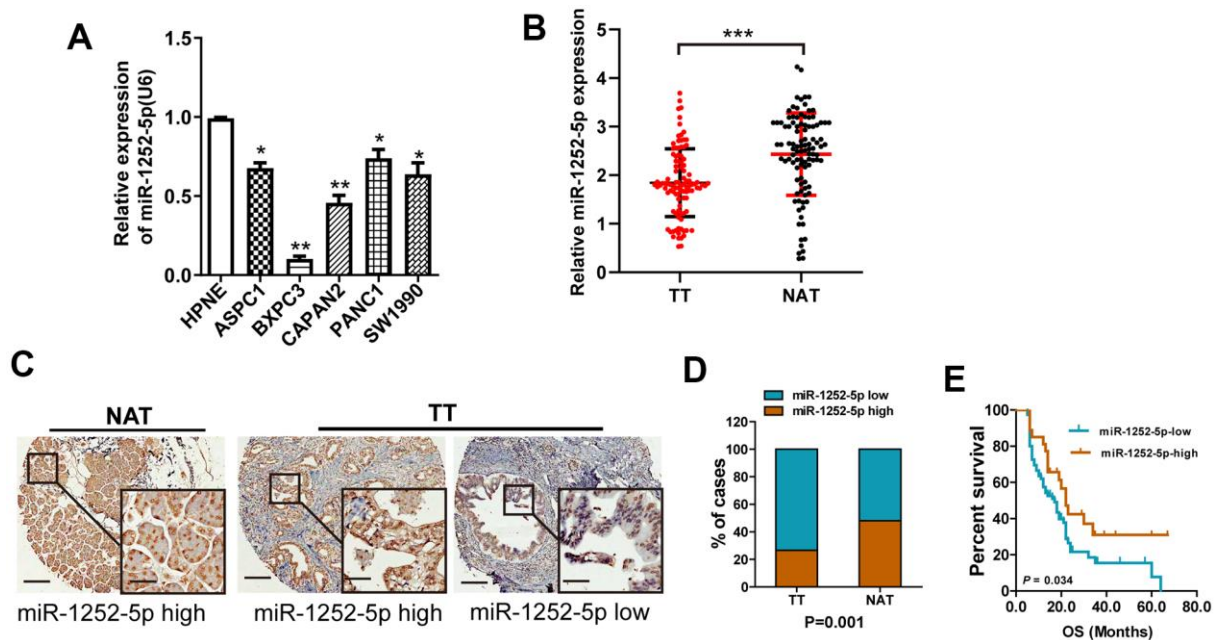 A
Relative expression
of miR-1252-5p(U6)
1.5
1.0
0.5
0.0
*
**
**
*
*
HPNE
ASPC1
BXPC3
CAPAN2
PANC1
SW1990
B
Relative miR-1252-5p expression
5
4
3
2
1
0
***
TT
NAT
C
NAT
TT
miR-1252-5p high
miR-1252-5p high
miR-1252-5p low
D
miR-1252-5p low
miR-1252-5p high
% of cases
120
100
80
60
40
20
0
TT
NAT
P=0.001
E
Percent survival
100
80
60
40
20
0
miR-1252-5p-low
miR-1252-5p-high
P = 0.034
0.0
20.0
40.0
60.0
80.0
OS (Months)